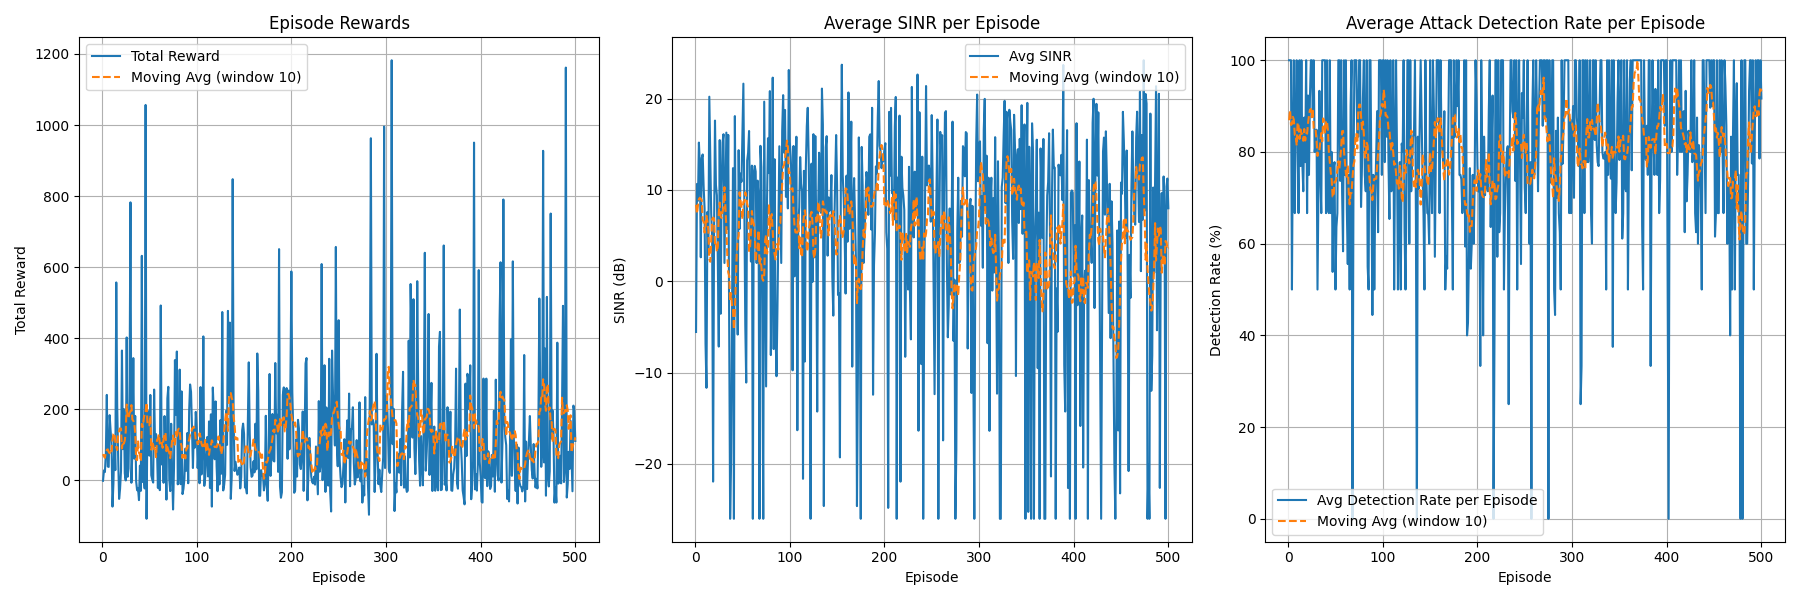 Episode Rewards
Total Reward
Moving Avg (window 10)
1200
1000
800
600
400
200
0
Total Reward
0 100 200 300 400 500
Episode
Average SINR per Episode
Avg SINR
Moving Avg (window 10)
20
10
0
−10
−20
SINR (dB)
0 100 200 300 400 500
Episode
Average Attack Detection Rate per Episode
100
80
60
40
20
0
Detection Rate (%)
Avg Detection Rate per Episode
Moving Avg (window 10)
0 100 200 300 400 500
Episode